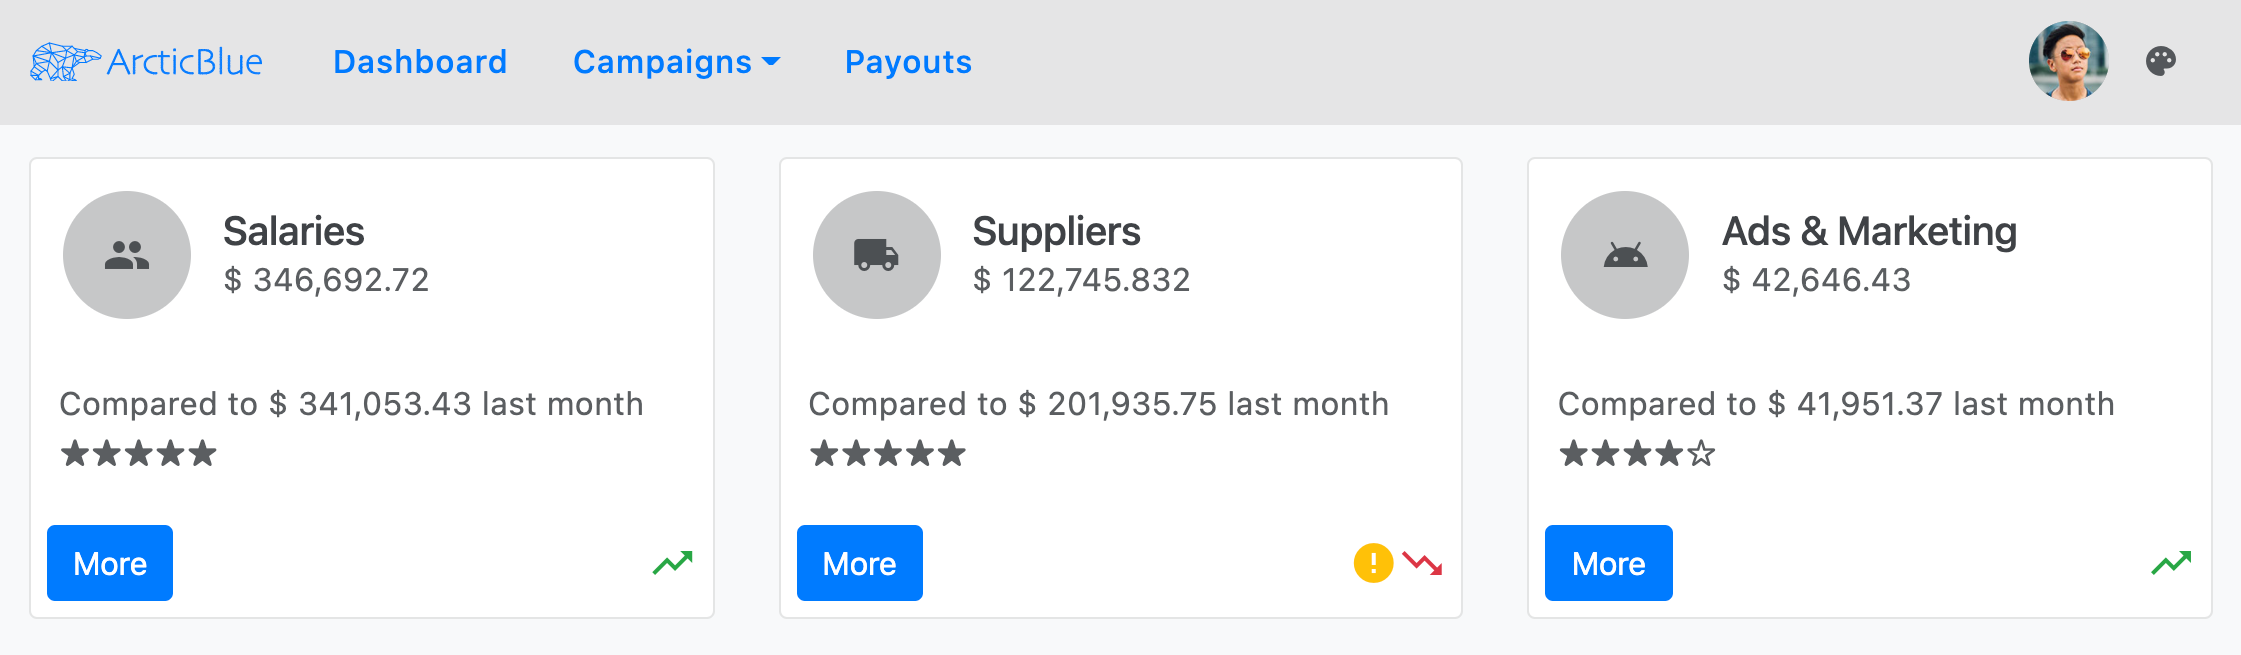 ArcticBlue Dashboard Campaigns Payouts
Salaries
$ 346,692.72
Compared to $ 341,053.43 last month
More
Suppliers
$ 122,745.832
Compared to $ 201,935.75 last month
More
Ads & Marketing
$ 42,646.43
Compared to $ 41,951.37 last month
More